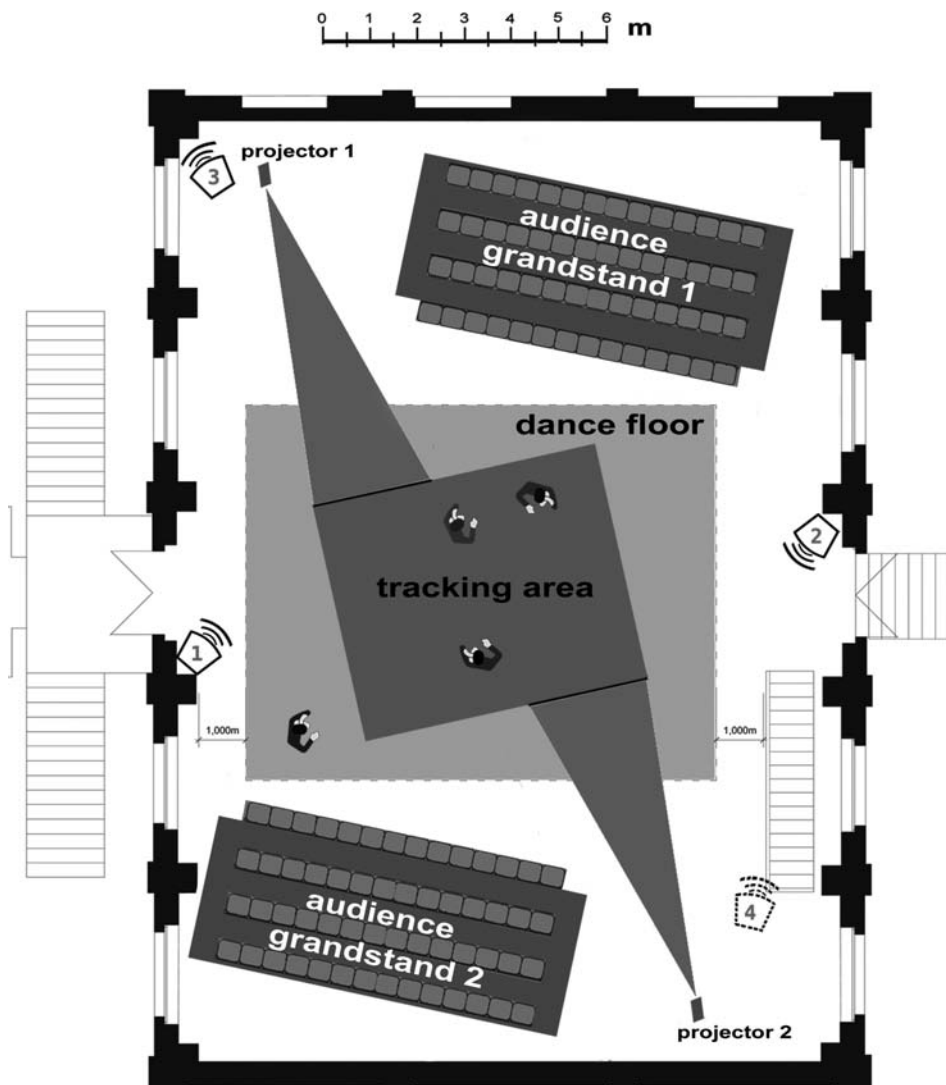 0 1 2 3 4 5 6 m
projector 1
3
audience
grandstand 1
dance floor
2
tracking area
1
1,000m
1,000m
audience
grandstand 2
4
projector 2